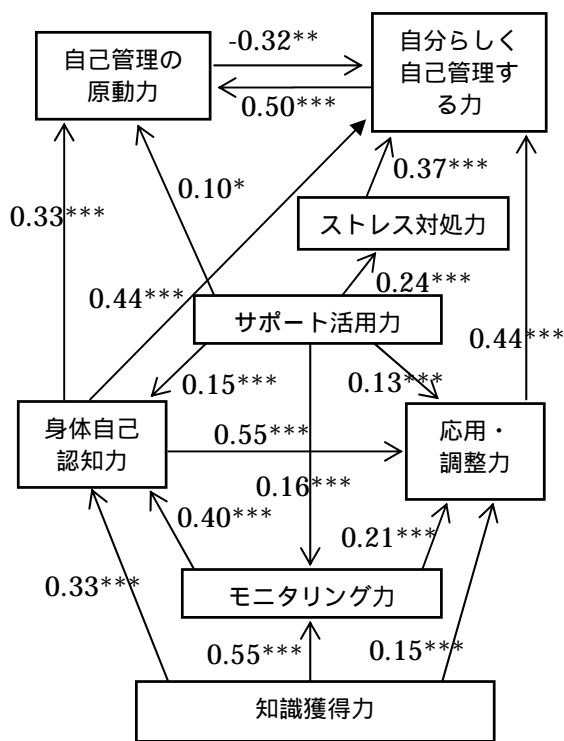 自己管理の
原動力
-0.32**
0.50***
自分らしく
自己管理す
る力
0.33***
0.10*
0.37***
ストレス対処力
0.44***
0.24***
サポート活用力
0.44***
0.15***
0.13***
身体自己
認知力
0.55***
応用・
調整力
0.16***
0.40***
0.21***
0.33***
モニタリング力
0.55***
0.15***
知識獲得力